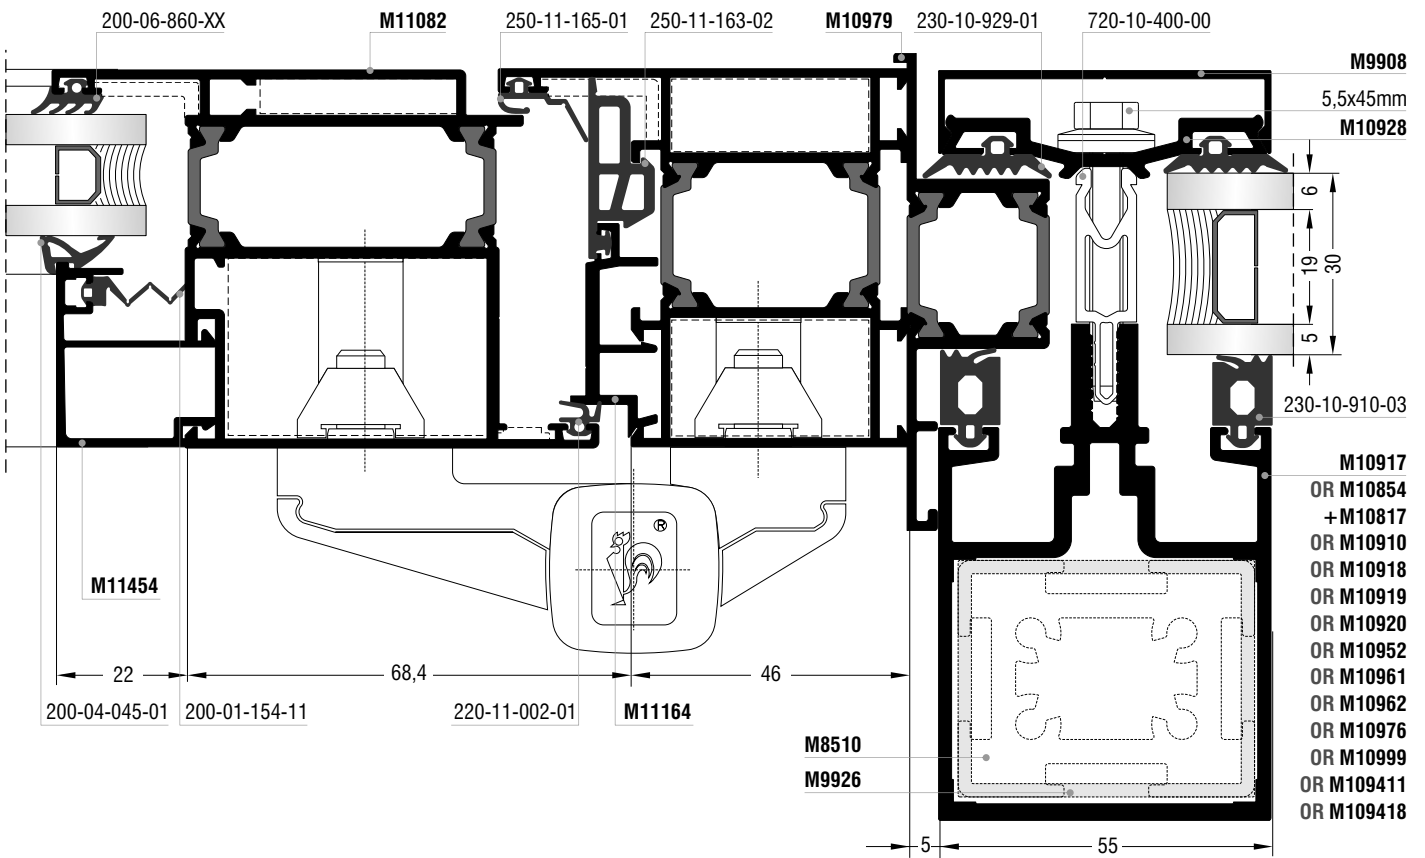 200-06-860-XX
M11082
250-11-165-01
250-11-163-02
M10979
230-10-929-01
720-10-400-00
M9908
5,5x45mm
M10928
6
19
30
5
230-10-910-03
M10917
OR M10854
+M10817
OR M10910
OR M10918
OR M10919
OR M10920
OR M10952
OR M10961
OR M10962
OR M10976
OR M10999
OR M109411
OR M109418
®
M11454
22
68,4
46
200-04-045-01
200-01-154-11
220-11-002-01
M11164
M8510
M9926
5
55